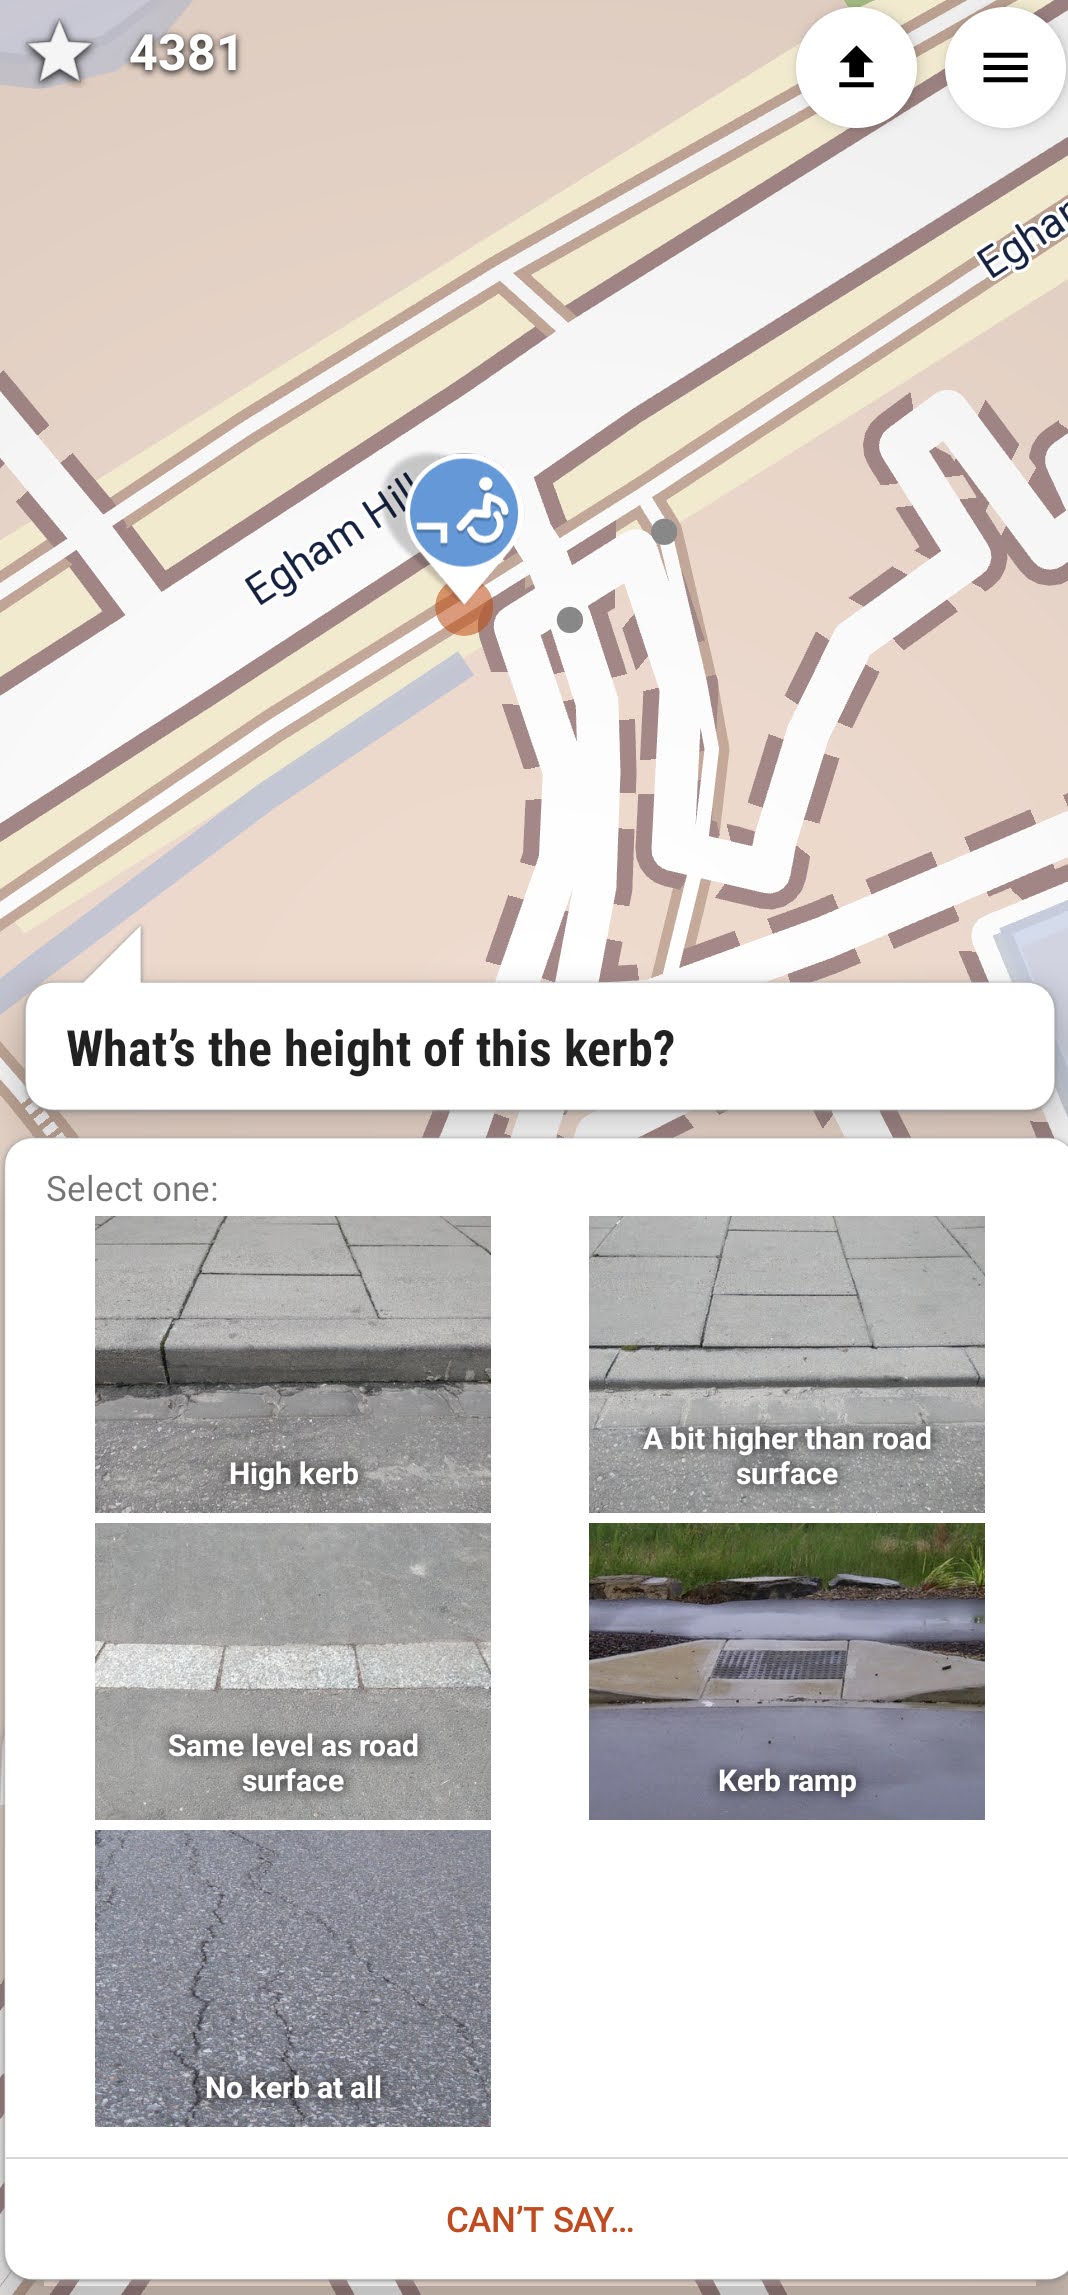 4381
Egham Hill
What's the height of this kerb?
Select one:
High kerb
A bit higher than road
surface
Same level as road
surface
Kerb ramp
No kerb at all
CAN'T SAY...